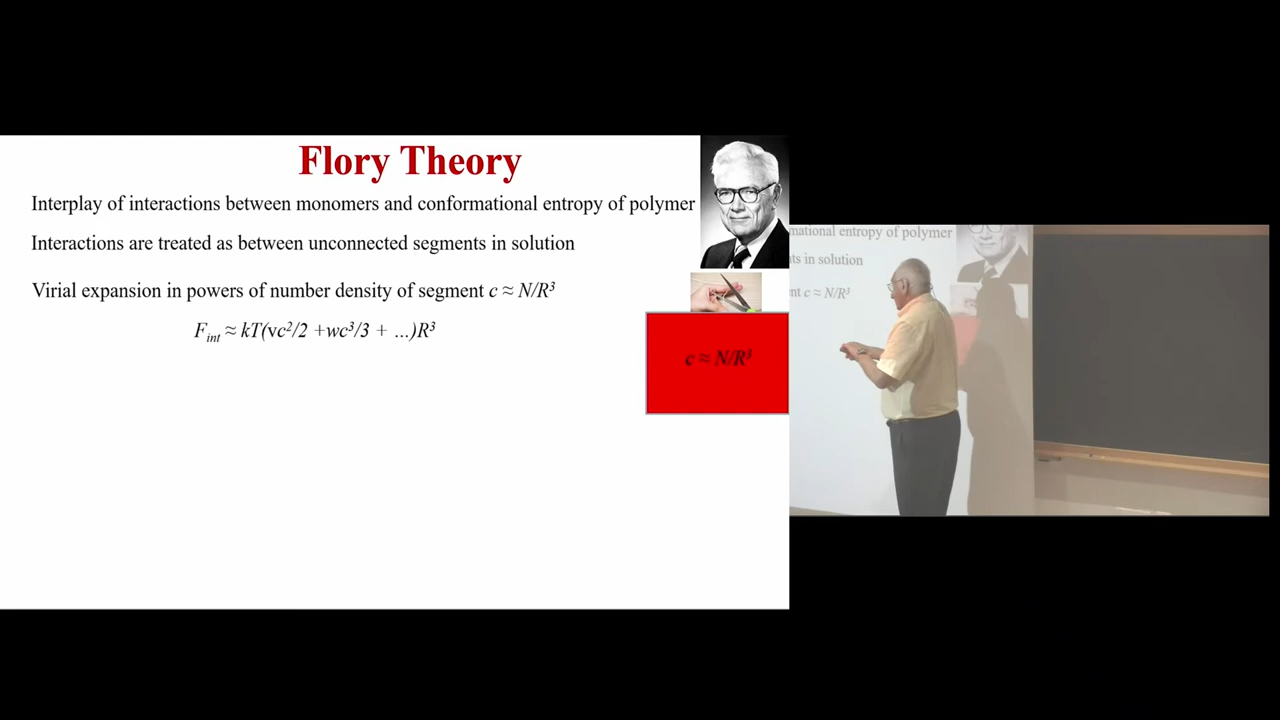 Flory Theory
Interplay of interactions between monomers and conformational entropy of polymer
Interactions are treated as between unconnected segments in solution
Virial expansion in powers of number density of segment c ≈ N/R³
F_int ≈ kT(vc²/2 +wc³/3 + ...)R³
c ≈ N/R³
mational entropy of polymer
ts in solution
nt c ≈ N/R³